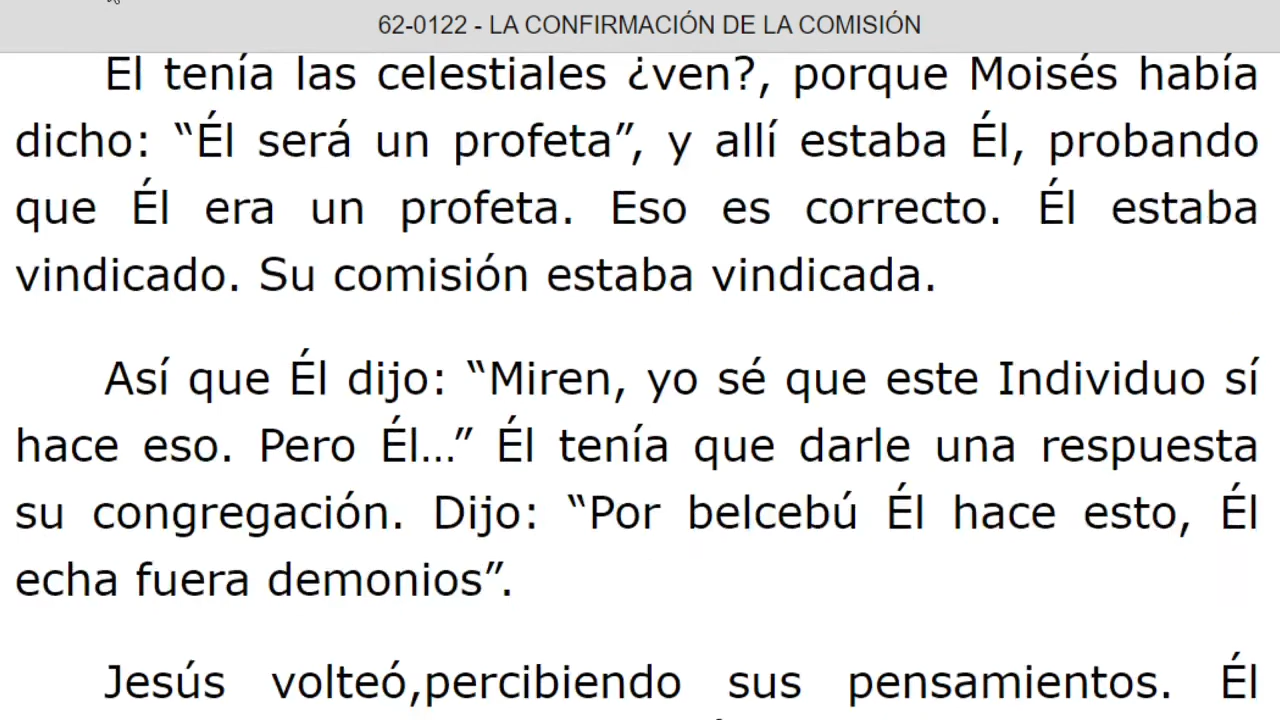 62-0122 - LA CONFIRMACIÓN DE LA COMISIÓN
Él tenía las celestiales ¿ven?, porque Moisés había
dicho: “Él será un profeta”, y allí estaba Él, probando
que Él era un profeta. Eso es correcto. Él estaba
vindicado. Su comisión estaba vindicada.
Así que Él dijo: “Miren, yo sé que este Individuo sí
hace eso. Pero Él...” Él tenía que darle una respuesta
su congregación. Dijo: “Por belcebú Él hace esto, Él
echa fuera demonios”.
Jesús volteó,percibiendo sus pensamientos. Él